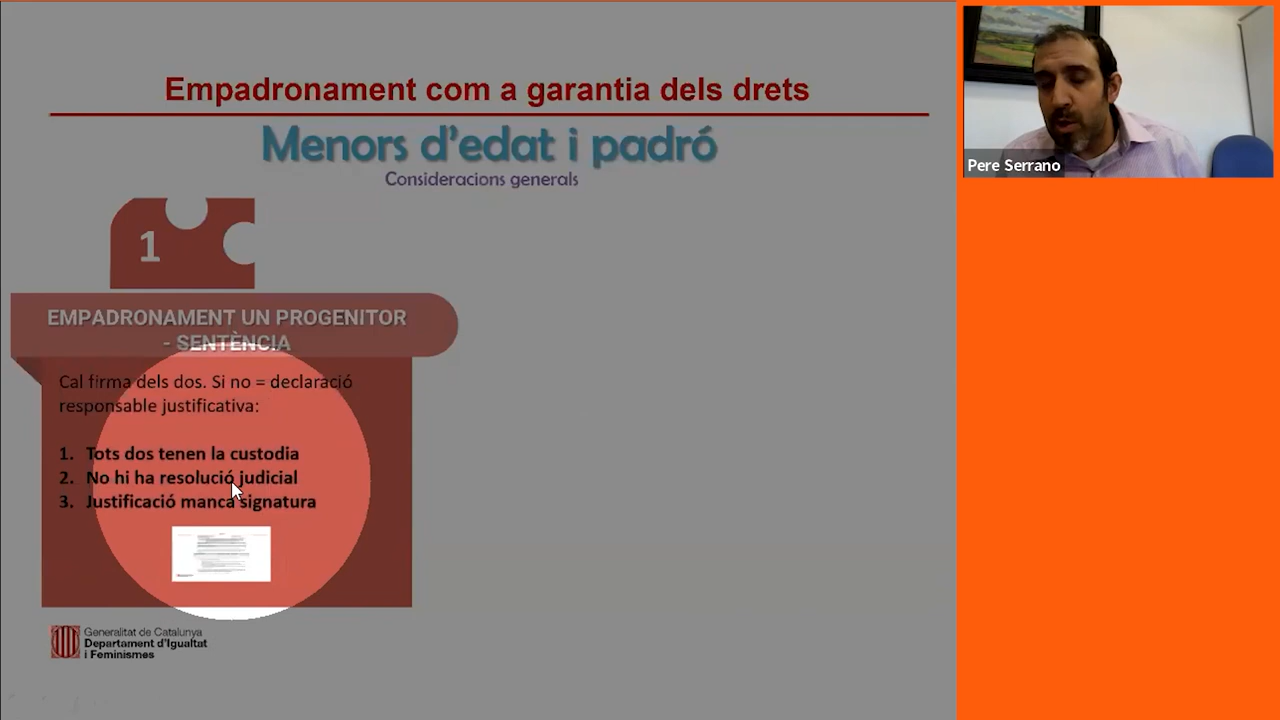 Empadronament com a garantia dels drets
Menors d'edat i padró
Consideracions generals
1
EMPADRONAMENT UN PROGENITOR
- SENTÈNCIA
Cal firma dels dos. Si no = declaració
responsable justificativa:
1. Tots dos tenen la custodia
2. No hi ha resolució judicial
3. Justificació manca signatura
Generalitat de Catalunya
Departament d'Igualtat
i Feminismes
Pere Serrano